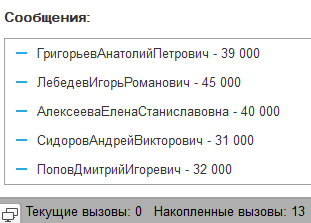 Сообщения:
ГригорьевАнатолийПетрович - 39 000
ЛебедевИгорьРоманович - 45 000
АлексееваЕленаСтаниславовна - 40 000
СидоровАндрейВикторович - 31 000
ПоповДмитрийИгоревич - 32 000
Текущие вызовы: 0 Накопленные вызовы: 13